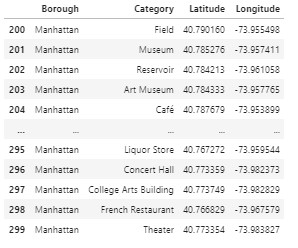 Borough Category Latitude Longitude
200 Manhattan Field 40.790160 -73.955498
201 Manhattan Museum 40.785276 -73.957411
202 Manhattan Reservoir 40.784213 -73.961058
203 Manhattan Art Museum 40.784333 -73.957765
204 Manhattan Café 40.787679 -73.953899
... ... ... ... ...
295 Manhattan Liquor Store 40.767272 -73.959544
296 Manhattan Concert Hall 40.773359 -73.982373
297 Manhattan College Arts Building 40.773749 -73.982829
298 Manhattan French Restaurant 40.766829 -73.967579
299 Manhattan Theater 40.773354 -73.983827